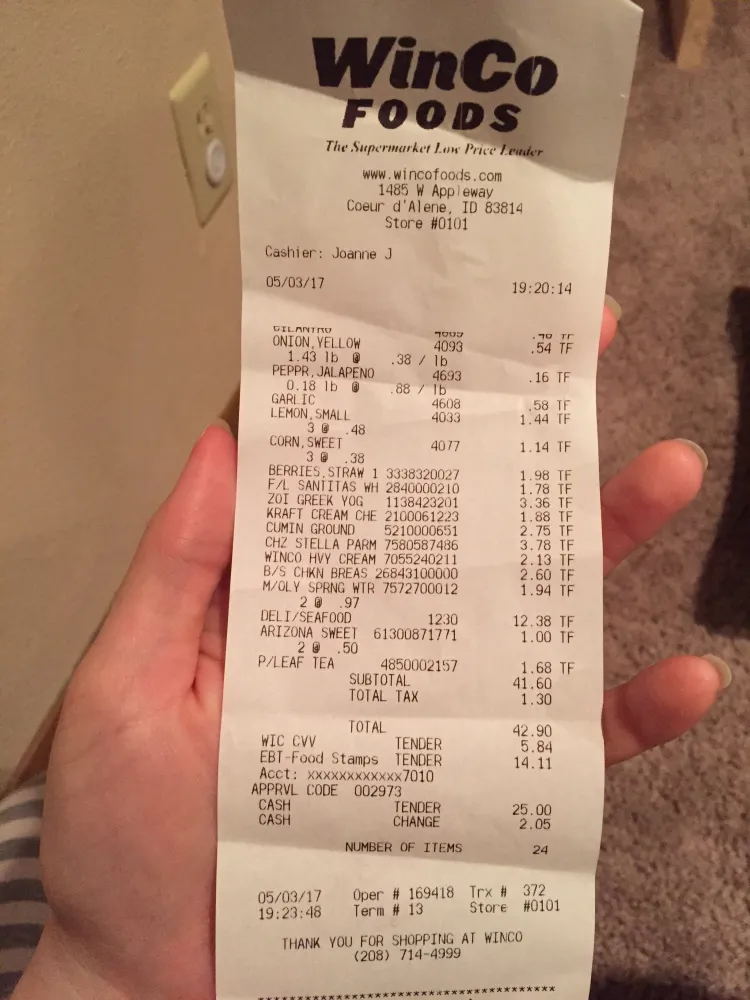 WinCo
FOODS
The Supermarket Low Price Leader
www.wincofoods.com
1485 W Appleway
Coeur d'Alene, ID 83814
Store #0101
Cashier: Joanne J
05/03/17 19:20:14
CILANTRO TF
ONION,YELLOW 4093 .54 TF
1.43 lb @ .38 / lb
PEPPR,JALAPENO 4693 .16 TF
0.18 lb @ .88 / lb
GARLIC 4608 .58 TF
LEMON,SMALL 4033 1.44 TF
3 @ .48
CORN,SWEET 4077 1.14 TF
3 @ .38
BERRIES,STRAW 1 3338320027 1.98 TF
F/L SANTITAS WH 2840000210 1.78 TF
ZOI GREEK YOG 1138423201 3.36 TF
KRAFT CREAM CHE 2100061223 1.88 TF
CUMIN GROUND 5210000651 2.75 TF
CHZ STELLA PARM 7580587486 3.78 TF
WINCO HVY CREAM 7055240211 2.13 TF
B/S CHKN BREAS 26843100000 2.60 TF
M/OLY SPRNG WTR 7572700012 1.94 TF
2 @ .97
DELI/SEAFOOD 1230 12.38 TF
ARIZONA SWEET 61300871771 1.00 TF
2 @ .50
P/LEAF TEA 4850002157 1.68 TF
SUBTOTAL 41.60
TOTAL TAX 1.30
TOTAL 42.90
WIC CVV TENDER 5.84
EBT-Food Stamps TENDER 14.11
Acct: xxxxxxxxxxxx7010
APPRVL CODE 002973
CASH TENDER 25.00
CASH CHANGE 2.05
NUMBER OF ITEMS 24
05/03/17 Oper # 169418 Trx # 372
19:23:48 Term # 13 Store #0101
THANK YOU FOR SHOPPING AT WINCO
(208) 714-4999
****************************************